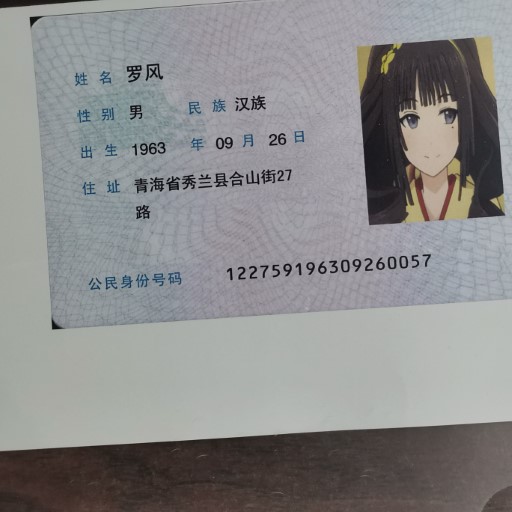 姓名 罗风
性别 男 民族 汉族
出生 1963 年 09 月 26 日
住址 青海省秀兰县合山街27
路
公民身份号码 122759196309260057